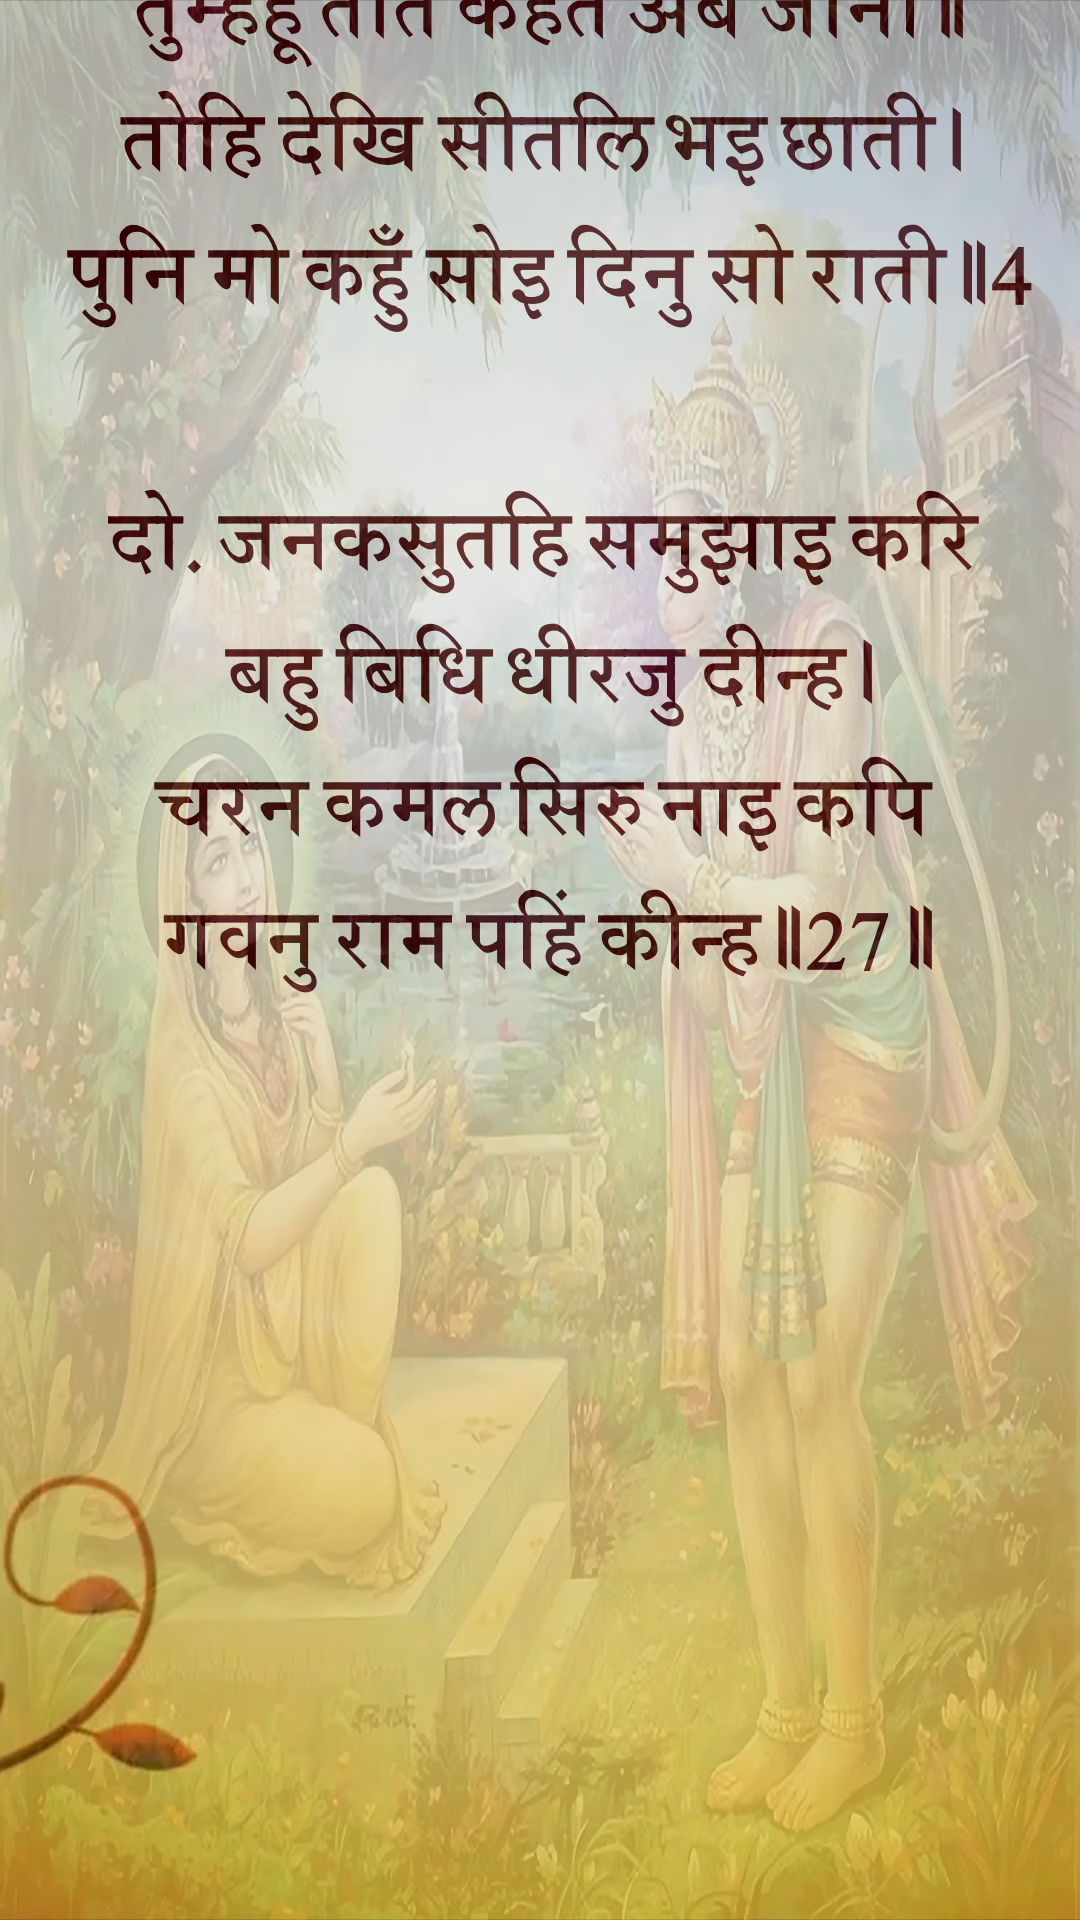 तुम्हहू तात कहत अब जाना॥
तोहि देखि सीतलि भइ छाती।
पुनि मो कहुँ सोइ दिनु सो राती॥4
दो. जनकसुतहि समुझाइ करि
बहु बिधि धीरजु दीन्ह।
चरन कमल सिरु नाइ कपि
गवनु राम पहिं कीन्ह॥27॥